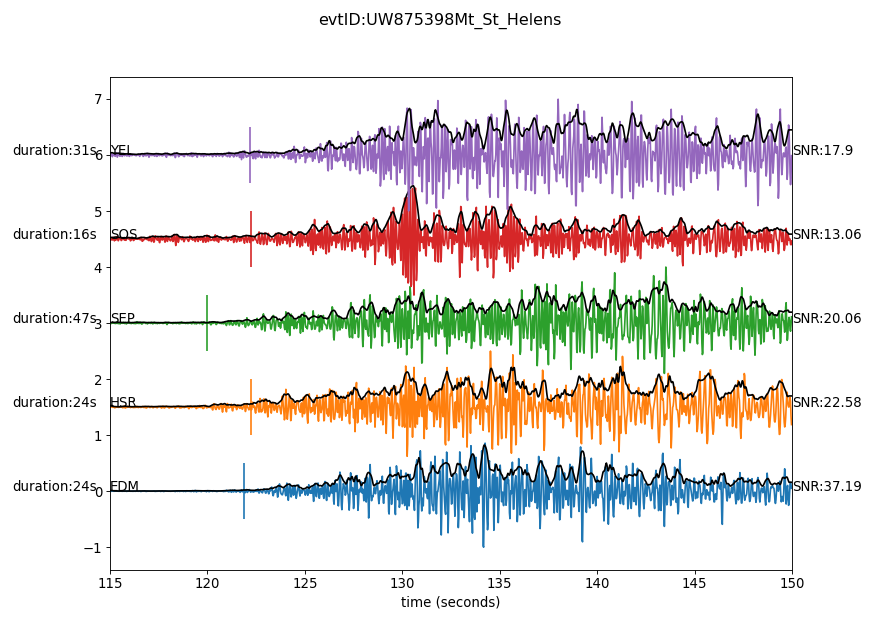 evtID:UW875398Mt_St_Helens
7
duration:31s YEL SNR:17.9
6
5
duration:16s SOS SNR:13.06
4
duration:47s SEP SNR:20.06
3
2
duration:24s HSR SNR:22.58
1
duration:24s EDM SNR:37.19
0
−1
115 120 125 130 135 140 145 150
time (seconds)